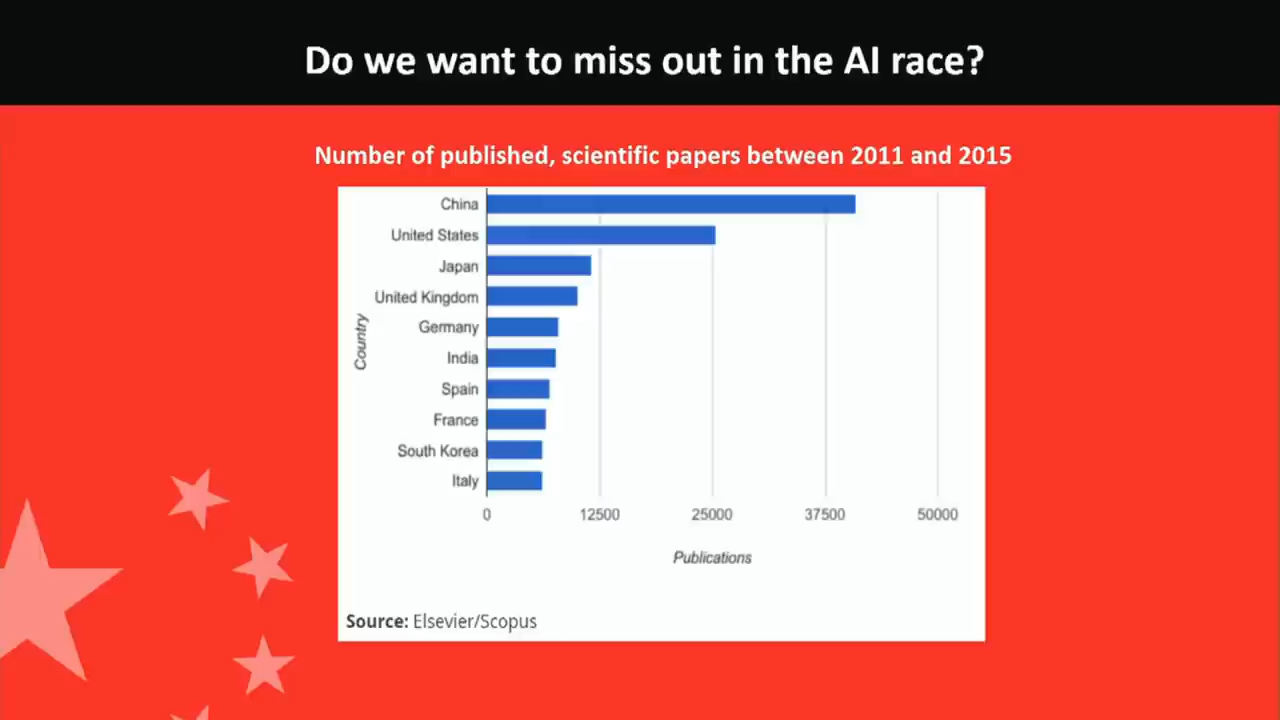 Do we want to miss out in the AI race?
Number of published, scientific papers between 2011 and 2015
China
United States
Japan
United Kingdom
Germany
India
Spain
France
South Korea
Italy
Country
0 12500 25000 37500 50000
Publications
Source: Elsevier/Scopus